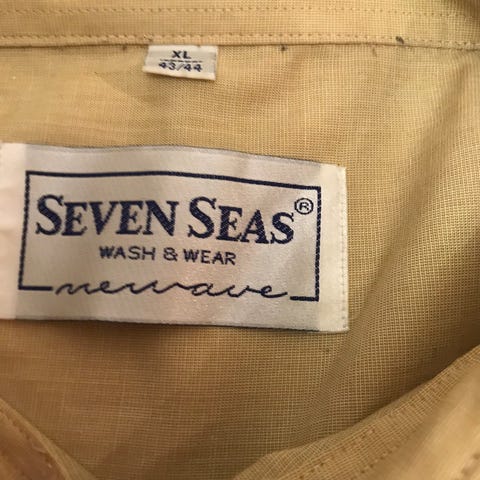 XL
43/44
SEVEN SEAS®
WASH & WEAR
newave